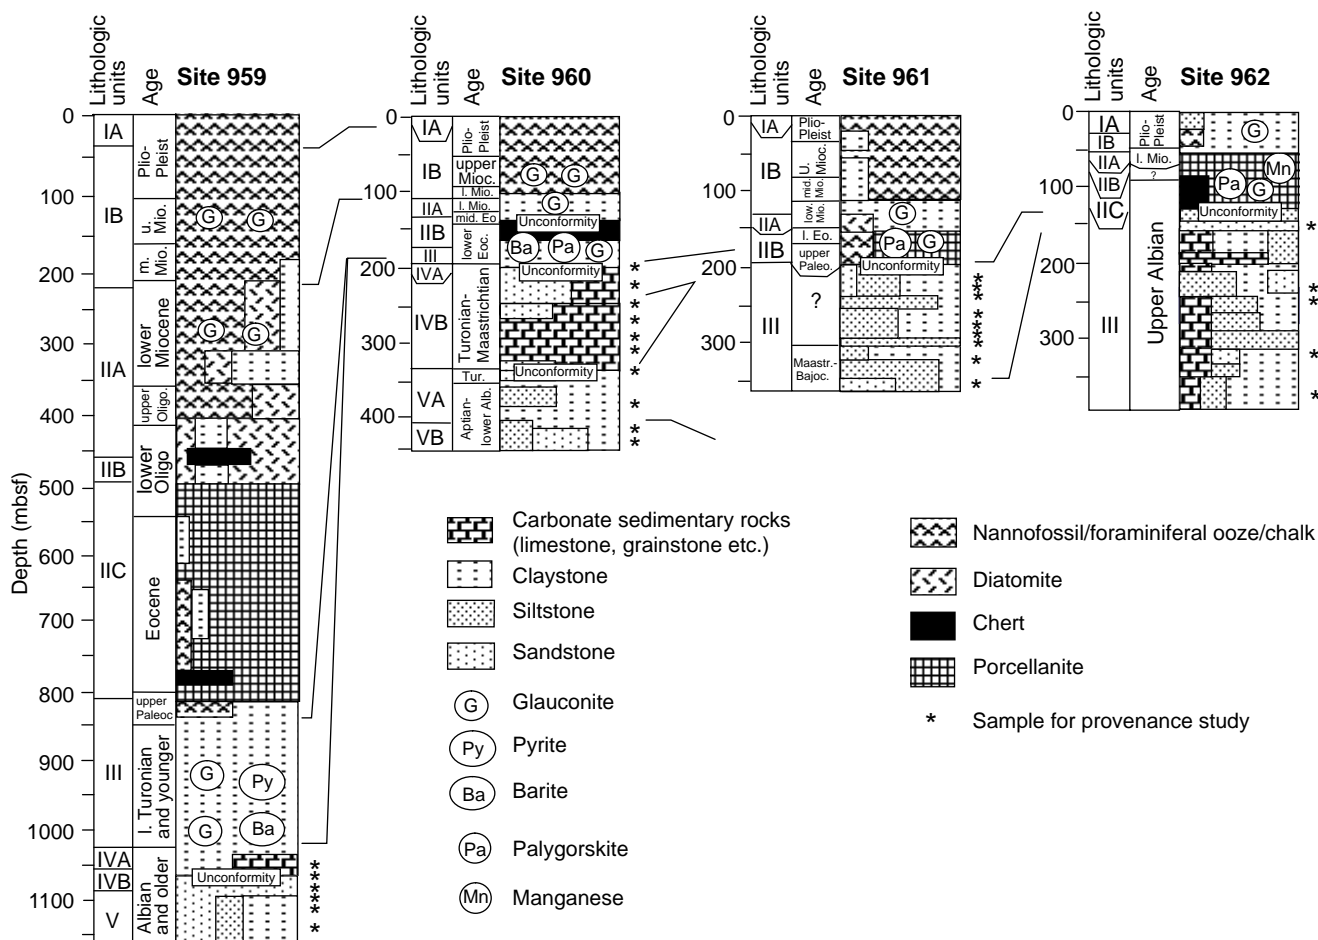 Lithologic units
Age
Site 959
Depth (mbsf)
0
100
200
300
400
500
600
700
800
900
1000
1100
IA
IB
IIA
IIB
IIC
III
IVA
IVB
V
Plio-Pleist
u. Mio.
m. Mio.
lower Miocene
upper Oligo.
lower Oligo
Eocene
upper Paleoc
l. Turonian and younger
Albian and older
G
G
G
G
G
Py
G
Ba
Unconformity
*
*
*
*
*
*
Lithologic units
Age
Site 960
0
100
200
300
400
IA
IB
IIA
IIB
III
IVA
IVB
VA
VB
Plio-Pleist
upper Mioc.
l. Mio.
l. Mio.
mid. Eo
lower Eoc.
Turonian-Maastrichtian
Tur.
Aptian-lower Alb.
G
G
G
Unconformity
Ba
Pa
G
Unconformity
Unconformity
*
*
*
*
*
*
*
*
*
*
Lithologic units
Age
Site 961
0
100
200
300
IA
IB
IIA
IIB
III
Plio-Pleist
u. Mioc.
mid. Mio.
low. Mio
l. Eo.
upper Paleo.
?
Maastr.-Bajoc.
G
Pa
G
Unconformity
*
*
*
*
*
*
*
*
*
Lithologic units
Age
Site 962
0
100
200
300
IA
IB
IIA
IIB
IIC
III
Plio-Pleist
l. Mio.
?
Upper Albian
G
Mn
Pa
G
Unconformity
*
*
*
*
*
Carbonate sedimentary rocks
(limestone, grainstone etc.)
Claystone
Siltstone
Sandstone
G Glauconite
Py Pyrite
Ba Barite
Pa Palygorskite
Mn Manganese
Nannofossil/foraminiferal ooze/chalk
Diatomite
Chert
Porcellanite
* Sample for provenance study